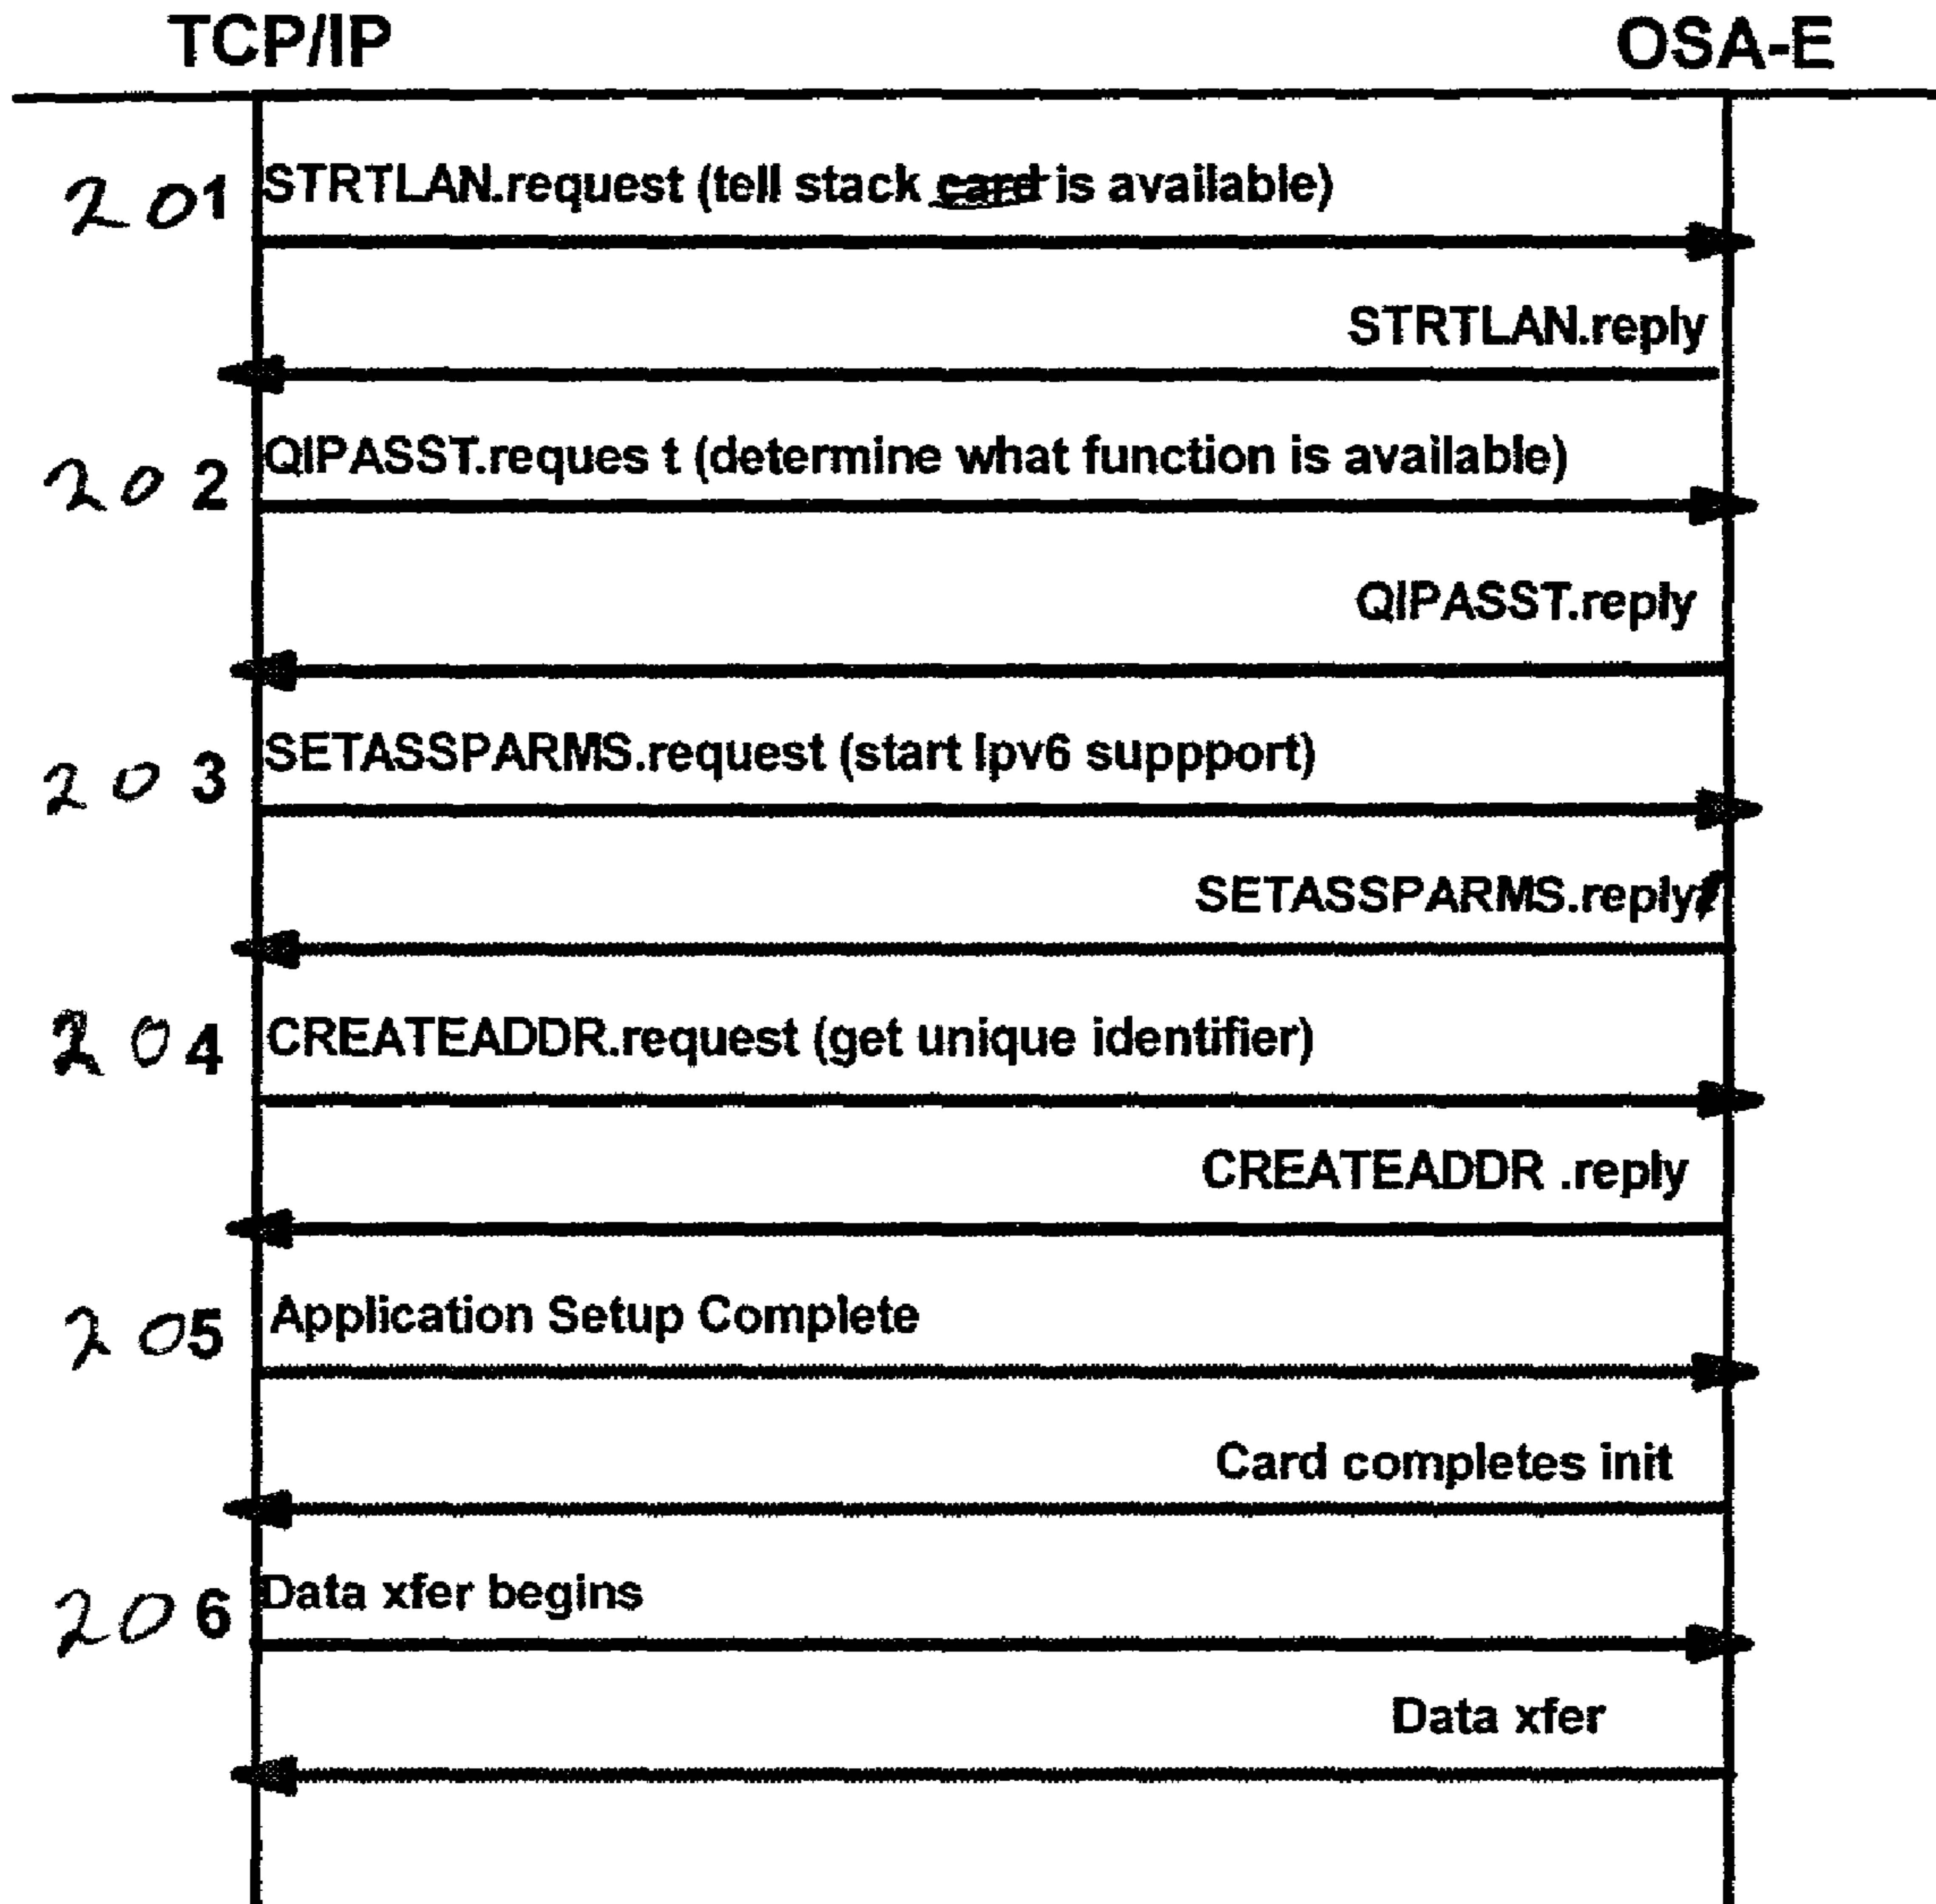 TCP/IP OSA-E
201 STRTLAN.request (tell stack card is available)
STRTLAN.reply
202 QIPASST.reques t (determine what function is available)
QIPASST.reply
203 SETASSPARMS.request (start Ipv6 suppport)
SETASSPARMS.reply
204 CREATEADDR.request (get unique identifier)
CREATEADDR .reply
205 Application Setup Complete
Card completes init
206 Data xfer begins
Data xfer